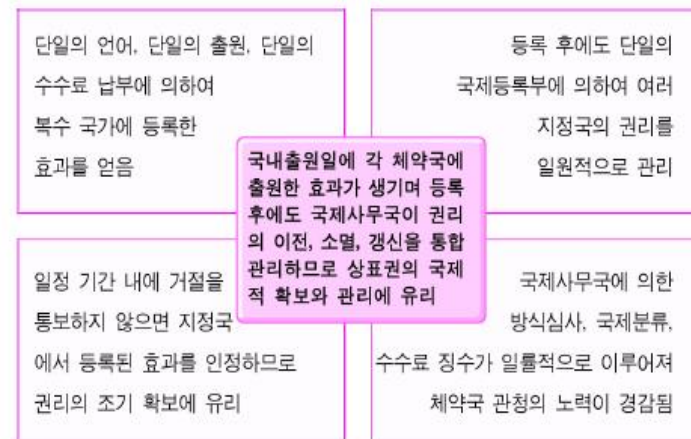 단일의 언어, 단일의 출원, 단일의
수수료 납부에 의하여
복수 국가에 등록한
효과를 얻음
등록 후에도 단일의
국제등록부에 의하여 여러
지정국의 권리를
일원적으로 관리
국내출원일에 각 체약국에
출원한 효과가 생기며 등록
후에도 국제사무국이 권리
의 이전, 소멸, 갱신을 통합
관리하므로 상표권의 국제
적 확보와 관리에 유리
일정 기간 내에 거절을
통보하지 않으면 지정국
에서 등록된 효과를 인정하므로
권리의 조기 확보에 유리
국제사무국에 의한
방식심사, 국제분류,
수수료 징수가 일률적으로 이루어져
체약국 관청의 노력이 경감됨